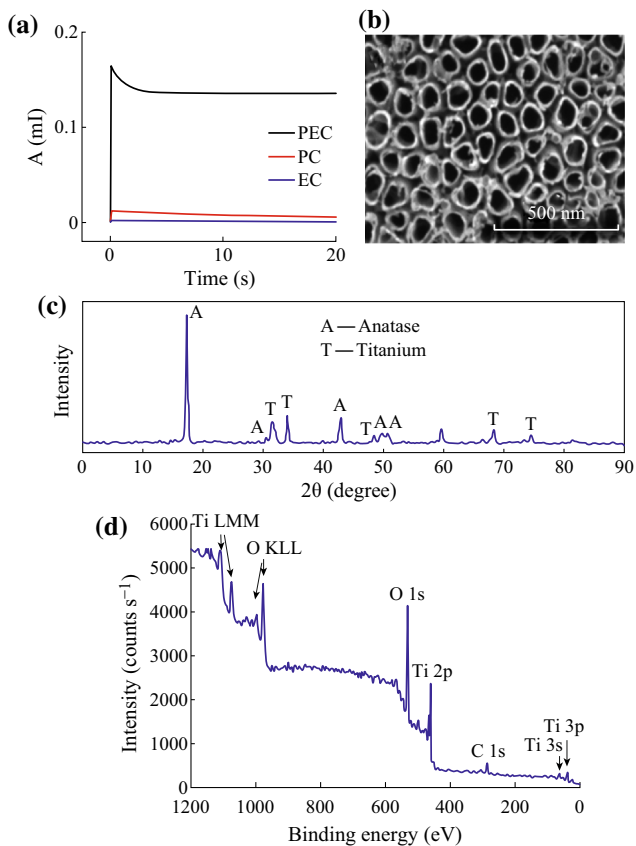 (a)
A (mI)
0.2
0.1
0
PEC
PC
EC
0
10
20
Time (s)
(b)
500 nm
(c)
Intensity
A
A — Anatase
T — Titanium
A
T
T
A
T
A
A
T
T
0
10
20
30
40
50
60
70
80
90
2θ (degree)
(d)
Intensity (counts s⁻¹)
6000
5000
4000
3000
2000
1000
0
Ti LMM
O KLL
O 1s
Ti 2p
C 1s
Ti 3s
Ti 3p
1200
1000
800
600
400
200
0
Binding energy (eV)